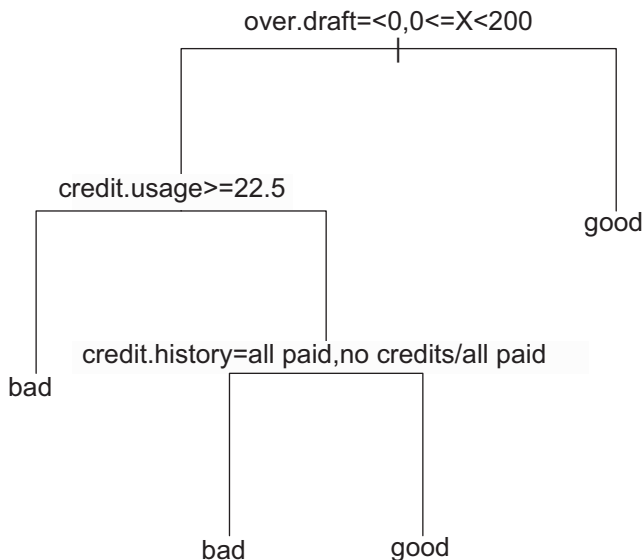 over.draft=<0,0<=X<200
credit.usage>=22.5
good
credit.history=all paid,no credits/all paid
bad
bad
good